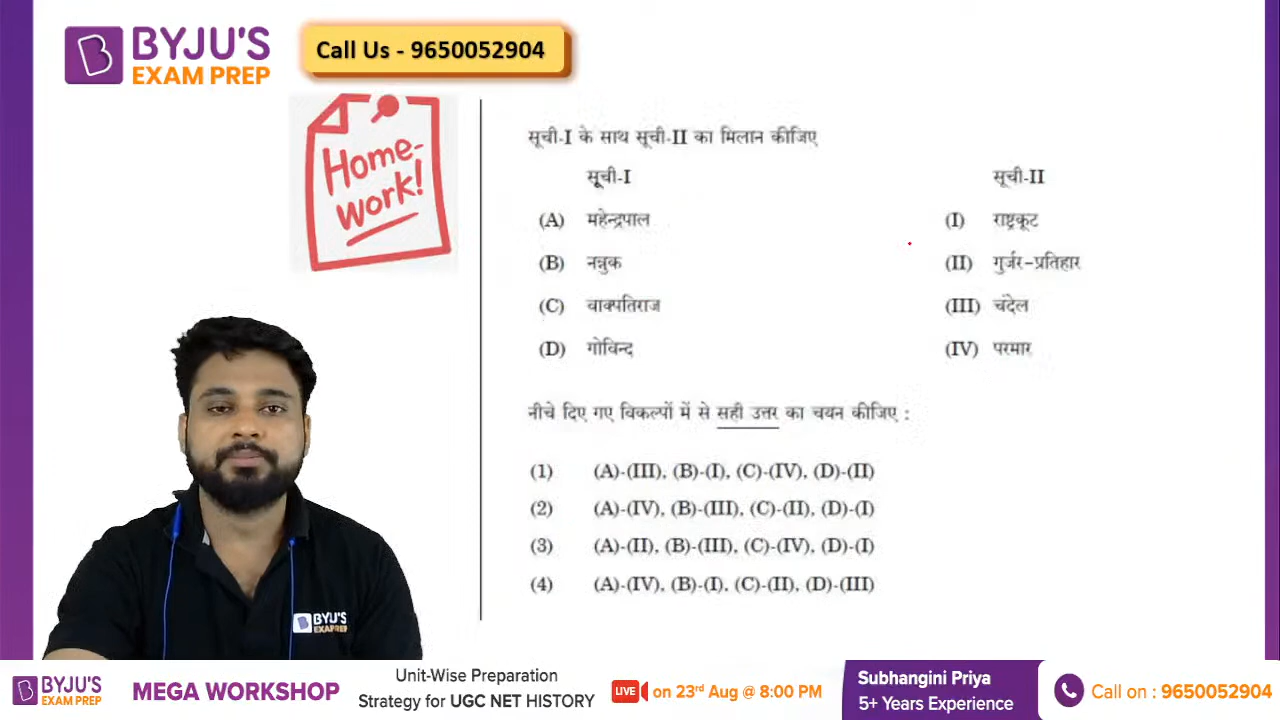 BYJU'S
EXAM PREP
Call Us - 9650052904
Home-
work!
सूची-I के साथ सूची-II का मिलान कीजिए
सूची-I सूची-II
(A) महेन्द्रपाल (I) राष्ट्रकूट
(B) नन्नुक (II) गुर्जर-प्रतिहार
(C) वाक्पतिराज (III) चंदेल
(D) गोविन्द (IV) परमार
नीचे दिए गए विकल्पों में से सही उत्तर का चयन कीजिए :
(1) (A)-(III), (B)-(I), (C)-(IV), (D)-(II)
(2) (A)-(IV), (B)-(III), (C)-(II), (D)-(I)
(3) (A)-(II), (B)-(III), (C)-(IV), (D)-(I)
(4) (A)-(IV), (B)-(I), (C)-(II), (D)-(III)
BYJU'S
EXAM PREP
BYJU'S
EXAM PREP
MEGA WORKSHOP
Unit-Wise Preparation
Strategy for UGC NET HISTORY
LIVE on 23rd Aug @ 8:00 PM
Subhangini Priya
5+ Years Experience
Call on : 9650052904